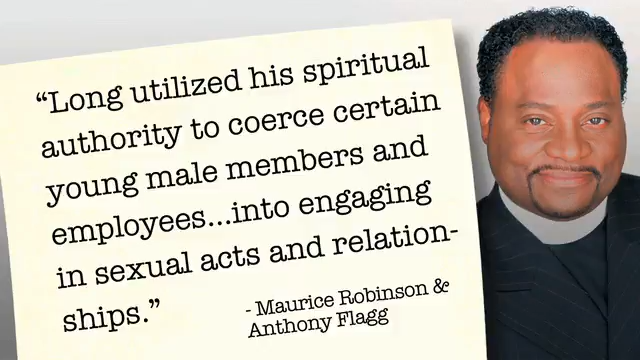 “Long utilized his spiritual
authority to coerce certain
young male members and
employees...into engaging
in sexual acts and relation-
ships.”
- Maurice Robinson &
Anthony Flagg